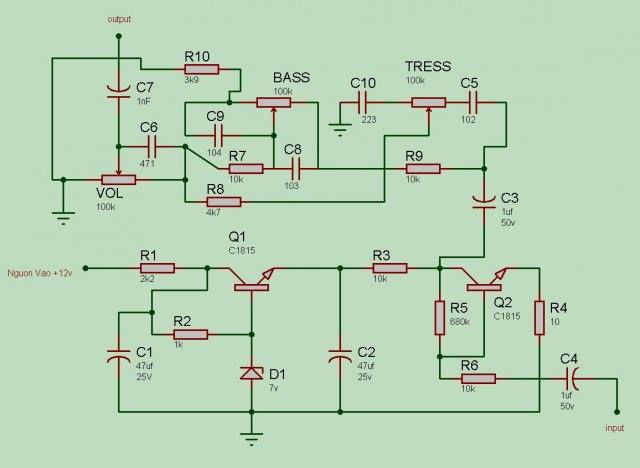 output
R10
3k9
BASS
100k
TRESS
100k
C10
223
C5
102
C7
1nF
C6
471
C9
104
R7
10k
C8
103
R9
10k
R8
4k7
VOL
100k
C3
1uf
50v
Q1
C1815
Nguon Vao +12v
R1
2k2
R3
10k
Q2
C1815
R5
680k
R4
10
R2
1k
C1
47uf
25V
D1
7v
C2
47uf
25V
R6
10k
C4
1uf
50v
input